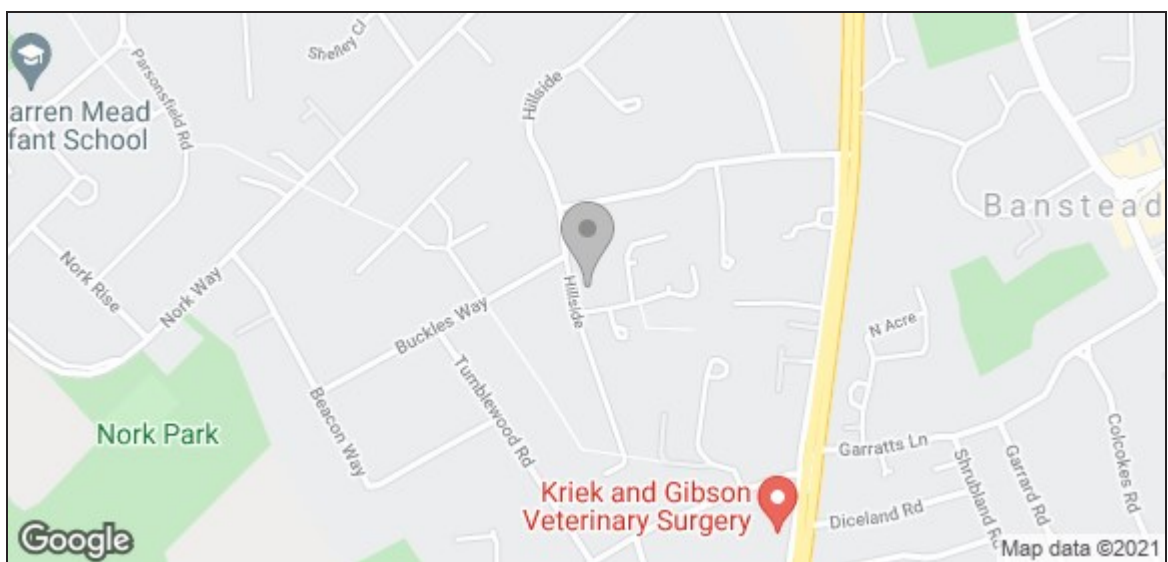 Shelley Cl
Parsonsfield Rd
Hillside
arren Mead
fant School
Banstead
Nork Rise
Nork Way
Hillside
Buckles Way
N Acre
Tumblewood Rd
Beacon Way
Nork Park
Garratts Ln
Colcokes Rd
Shrubland Rd
Garrard Rd
Kriek and Gibson
Veterinary Surgery
Diceland Rd
Google
Map data ©2021